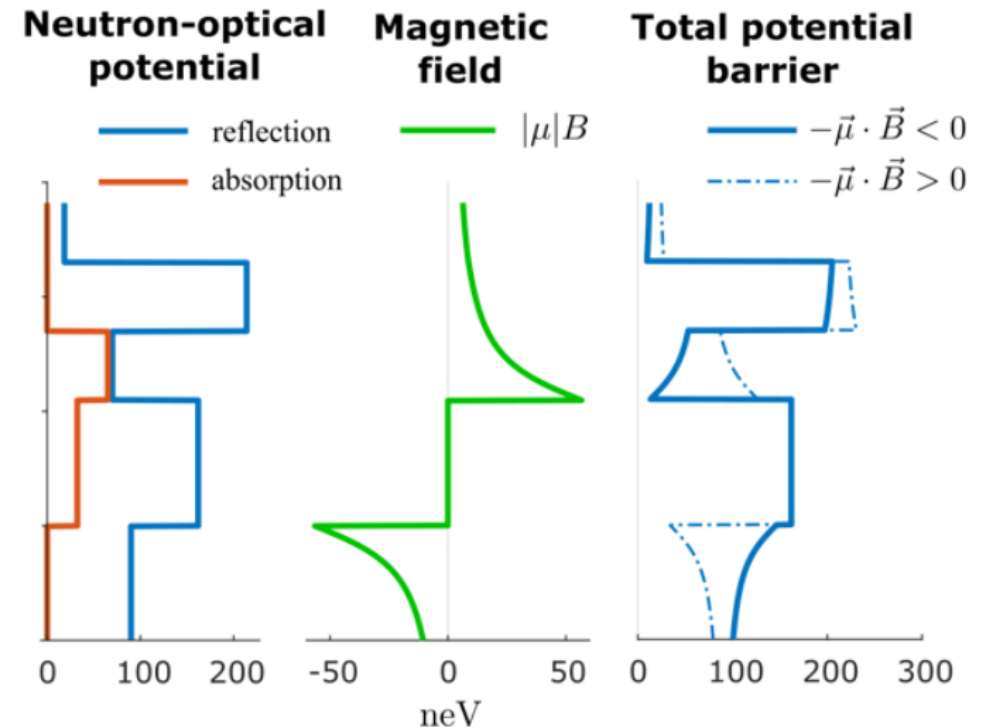 Neutron-optical
potential
reflection
absorption
0 100 200
Magnetic
field
|μ|B
-50 0 50
neV
Total potential
barrier
−μ⃗ · B⃗ < 0
−μ⃗ · B⃗ > 0
0 100 200 300